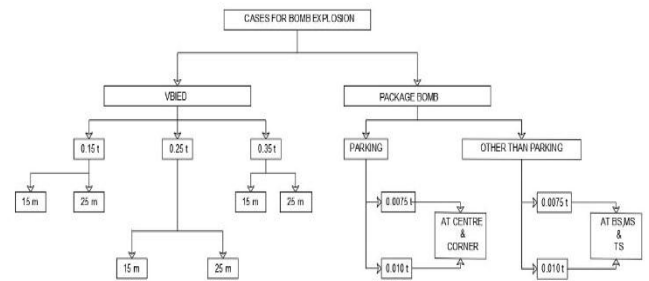 CASES FOR BOMB EXPLOSION
VBIED
PACKAGE BOMB
0.15 t
0.25 t
0.35 t
PARKING
OTHER THAN PARKING
15 m
25 m
15 m
25 m
0.0075 t
0.0075 t
AT CENTRE
&
CORNER
AT BS,MS
&
TS
15 m
25 m
0.010 t
0.010 t